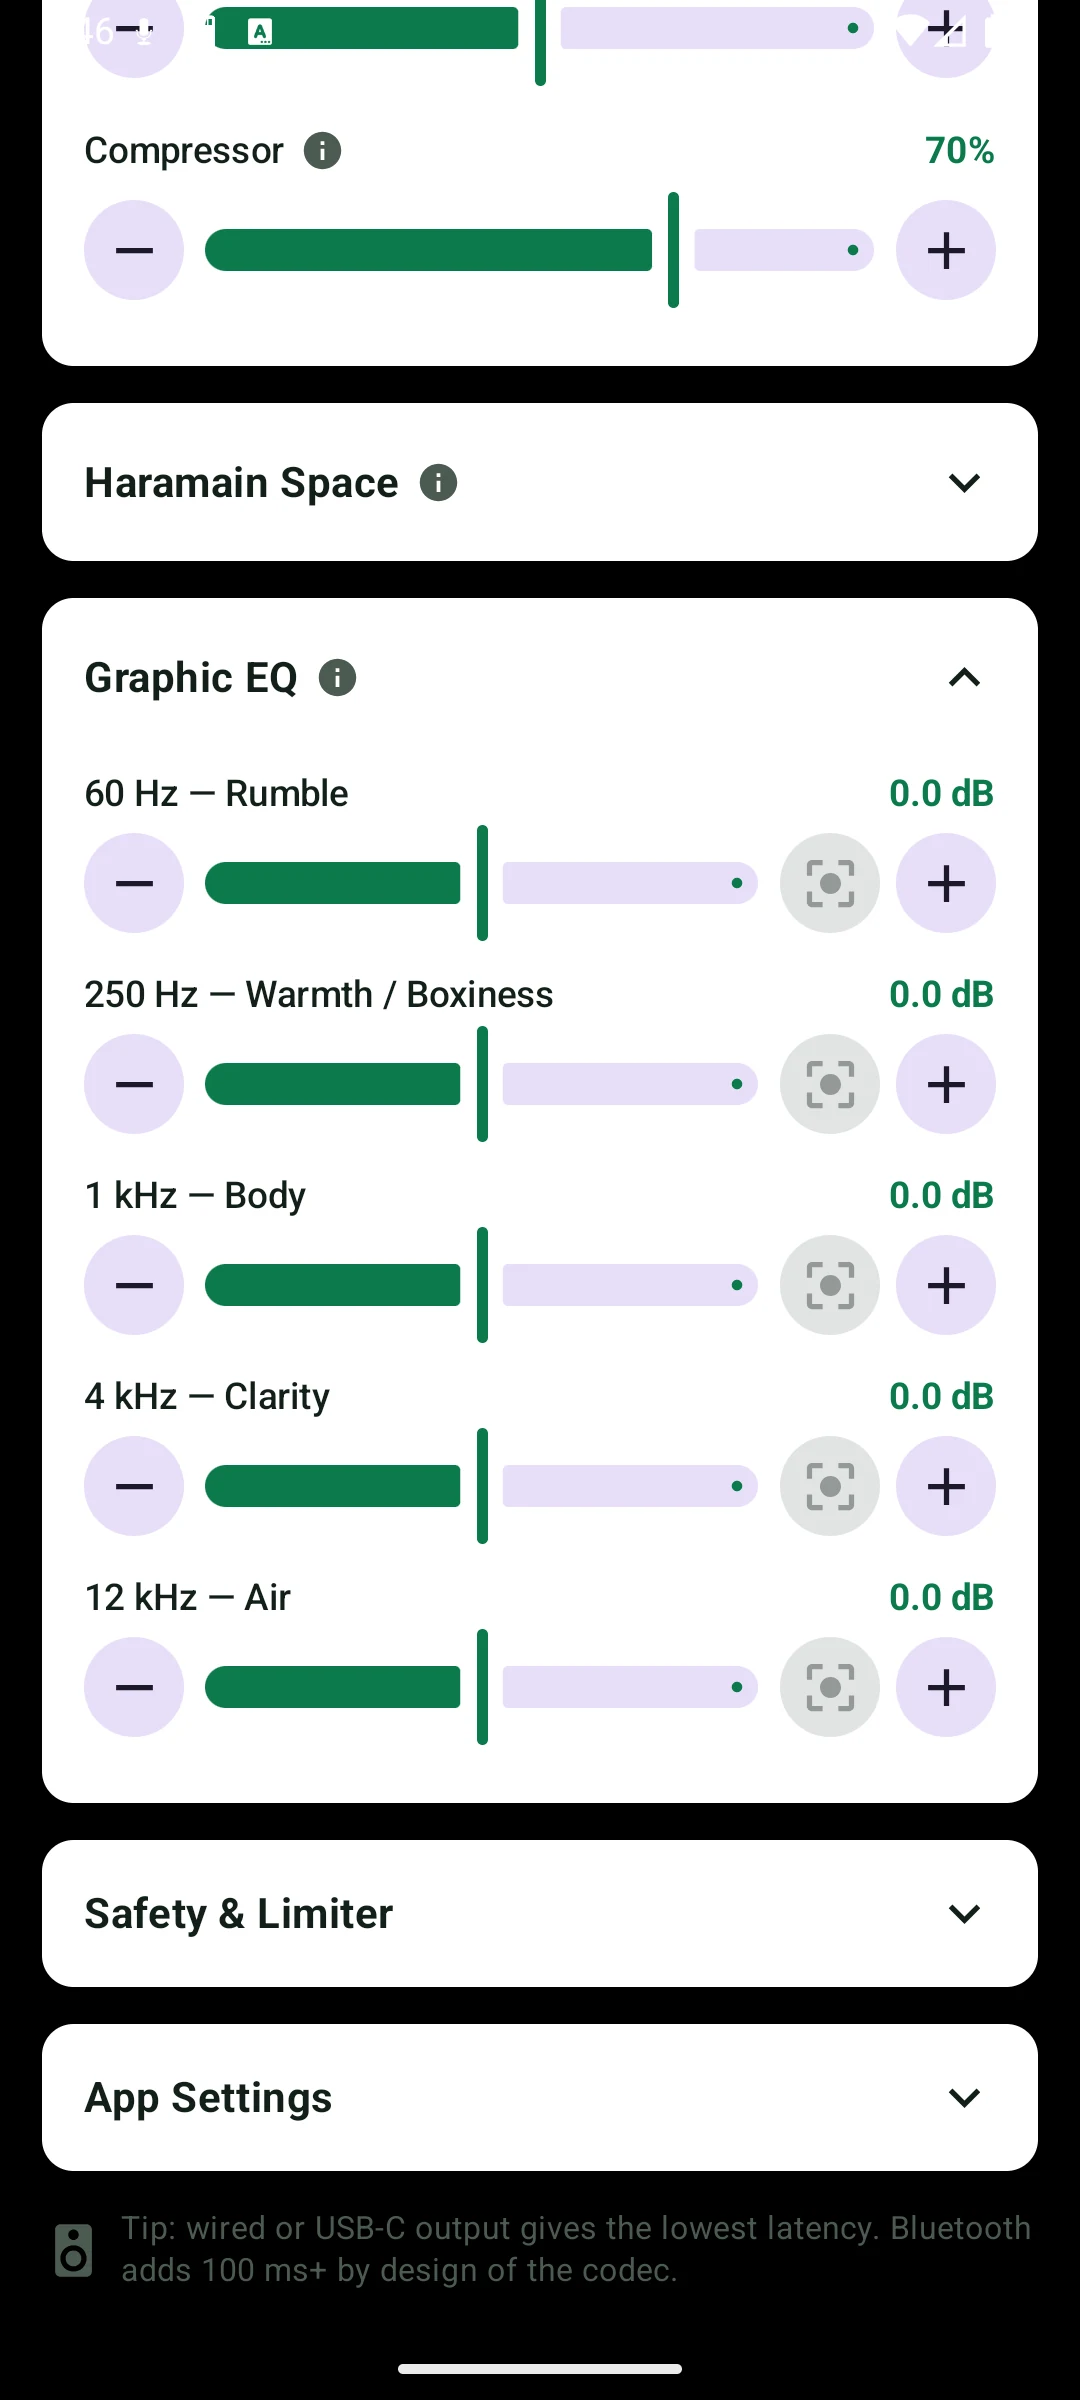 46
Compressor
70%
Haramain Space
Graphic EQ
60 Hz — Rumble
0.0 dB
250 Hz — Warmth / Boxiness
0.0 dB
1 kHz — Body
0.0 dB
4 kHz — Clarity
0.0 dB
12 kHz — Air
0.0 dB
Safety & Limiter
App Settings
Tip: wired or USB-C output gives the lowest latency. Bluetooth
adds 100 ms+ by design of the codec.